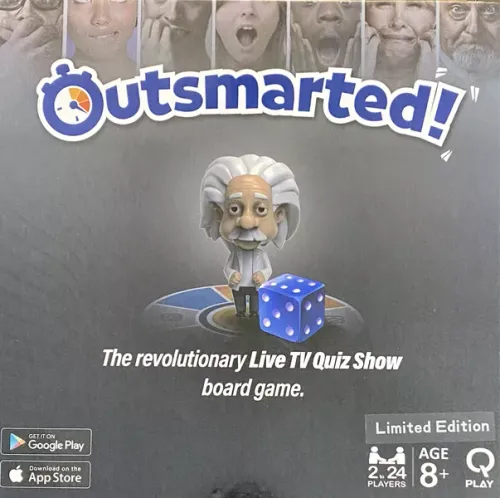 Outsmarted!
The revolutionary Live TV Quiz Show
board game.
Limited Edition
GET IT ON
Google Play
Download on the
App Store
2-24
PLAYERS
AGE
8+
Q
PLAY